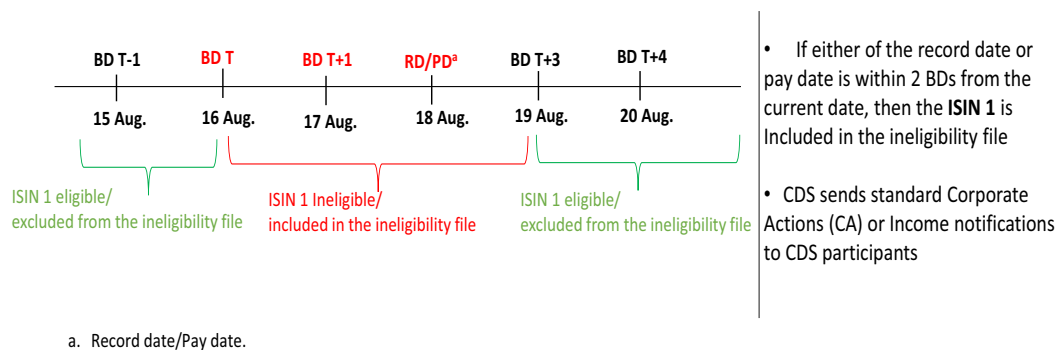 BD T-1 BD T BD T+1 RD/PDᵃ BD T+3 BD T+4
15 Aug. 16 Aug. 17 Aug. 18 Aug. 19 Aug. 20 Aug.
ISIN 1 eligible/
excluded from the ineligibility file
ISIN 1 Ineligible/
included in the ineligibility file
ISIN 1 eligible/
excluded from the ineligibility file
• If either of the record date or
pay date is within 2 BDs from the
current date, then the ISIN 1 is
Included in the ineligibility file
• CDS sends standard Corporate
Actions (CA) or Income notifications
to CDS participants
a. Record date/Pay date.